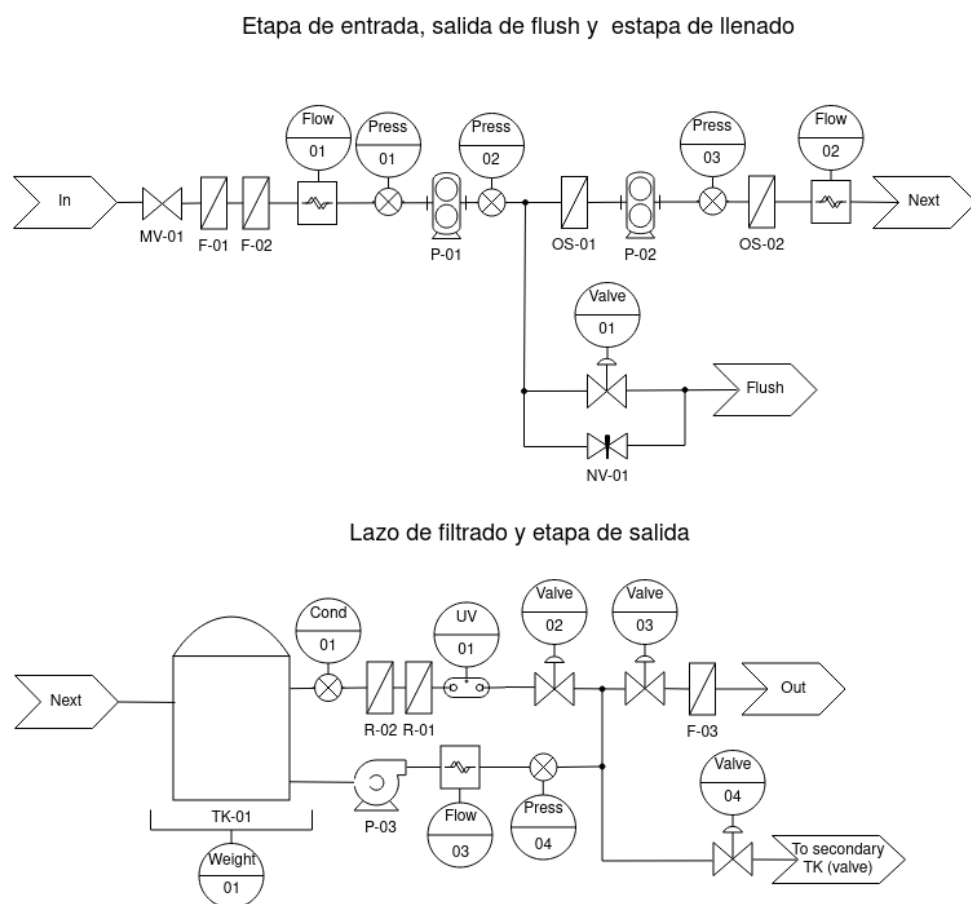 Etapa de entrada, salida de flush y estapa de llenado
Flow
01
Press
01
Press
02
Press
03
Flow
02
In
Next
MV-01
F-01
F-02
P-01
OS-01
P-02
OS-02
Valve
01
Flush
NV-01
Lazo de filtrado y etapa de salida
Cond
01
UV
01
Valve
02
Valve
03
Next
Out
R-02
R-01
F-03
Valve
04
TK-01
P-03
Flow
03
Press
04
To secondary
TK (valve)
Weight
01